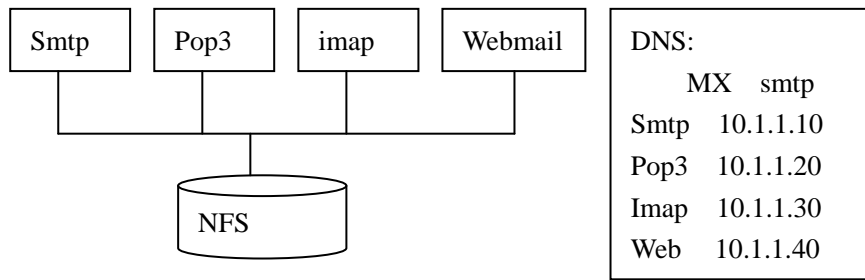 Smtp
Pop3
imap
Webmail
NFS
DNS:
MX smtp
Smtp 10.1.1.10
Pop3 10.1.1.20
Imap 10.1.1.30
Web 10.1.1.40